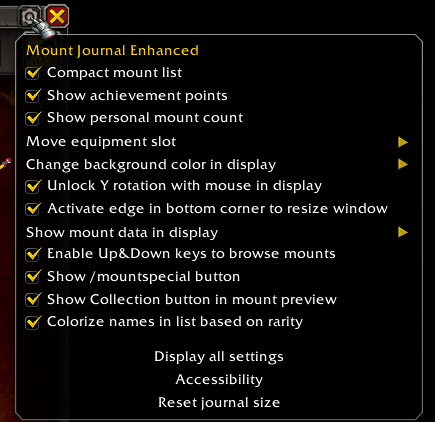 Mount Journal Enhanced
Compact mount list
Show achievement points
Show personal mount count
Move equipment slot
Change background color in display
Unlock Y rotation with mouse in display
Activate edge in bottom corner to resize window
Show mount data in display
Enable Up&Down keys to browse mounts
Show /mountspecial button
Show Collection button in mount preview
Colorize names in list based on rarity
Display all settings
Accessibility
Reset journal size